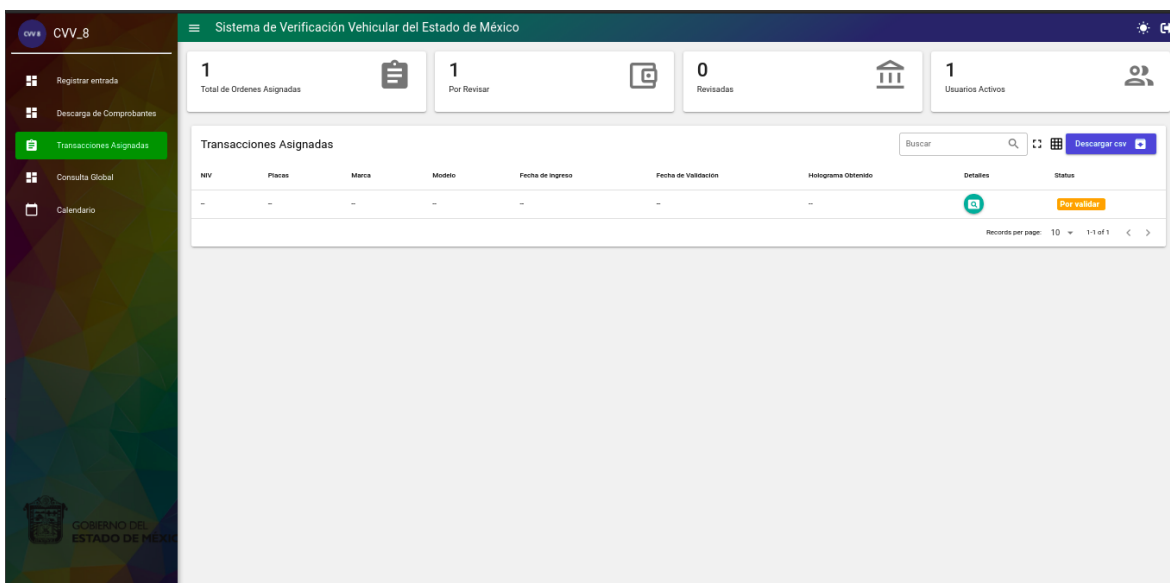 CVV 8
CVV_8
Sistema de Verificación Vehicular del Estado de México
Registrar entrada
Descarga de Comprobantes
Transacciones Asignadas
Consulta Global
Calendario
GOBIERNO DEL
ESTADO DE MÉXICO
1
Total de Ordenes Asignadas
1
Por Revisar
0
Revisadas
1
Usuarios Activos
Transacciones Asignadas
Buscar
Descargar csv
NIV Placas Marca Modelo Fecha de ingreso Fecha de Validación Holograma Obtenido Detalles Status
-- -- -- -- -- -- -- Por validar
Records per page: 10 1-1 of 1